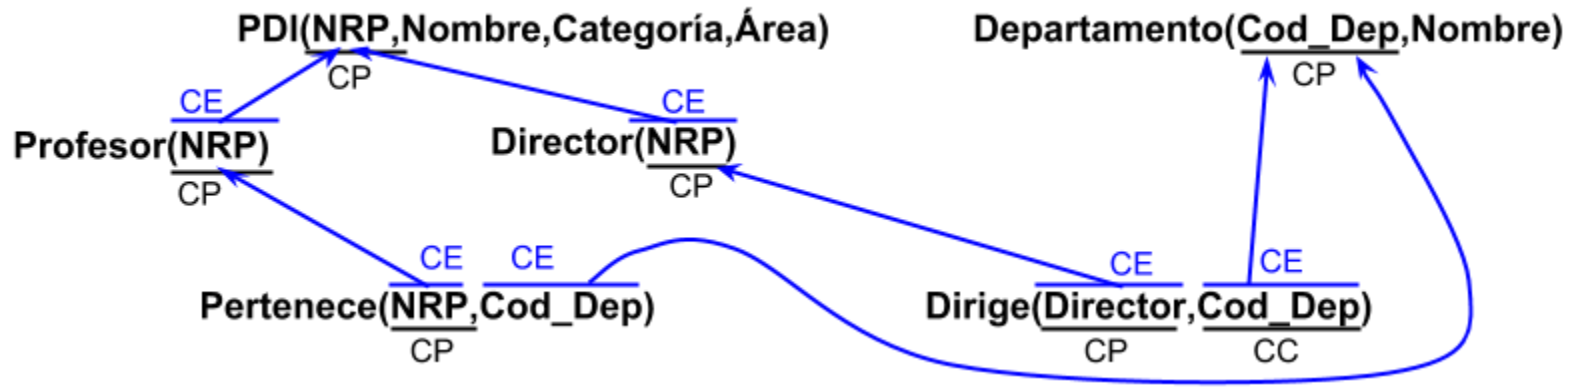 PDI(NRP,Nombre,Categoría,Área)
Departamento(Cod_Dep,Nombre)
CP
CP
CE
CE
Profesor(NRP)
Director(NRP)
CP
CP
CE
CE
CE
CE
Pertenece(NRP,Cod_Dep)
Dirige(Director,Cod_Dep)
CP
CP
CC